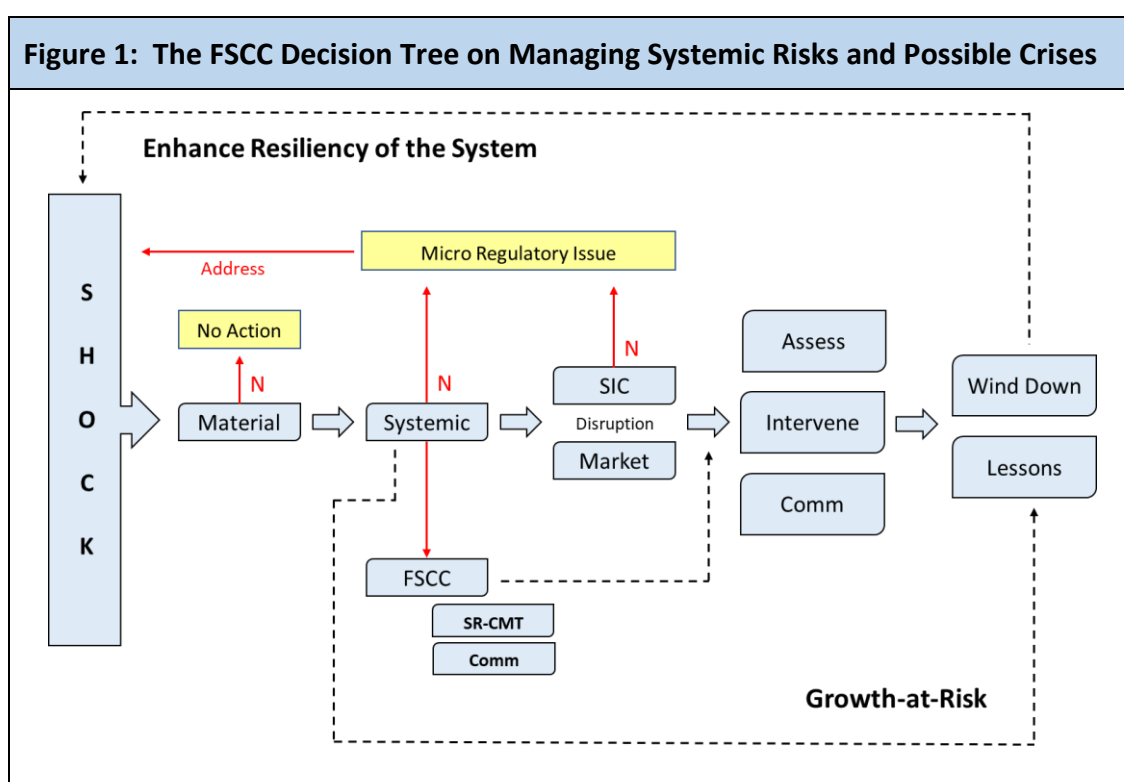 Figure 1:  The FSCC Decision Tree on Managing Systemic Risks and Possible Crises
Enhance Resiliency of the System
S
H
O
C
K
Micro Regulatory Issue
Address
No Action
N
Material
N
Systemic
N
SIC
Disruption
Market
Assess
Intervene
Comm
Wind Down
Lessons
FSCC
SR-CMT
Comm
Growth-at-Risk